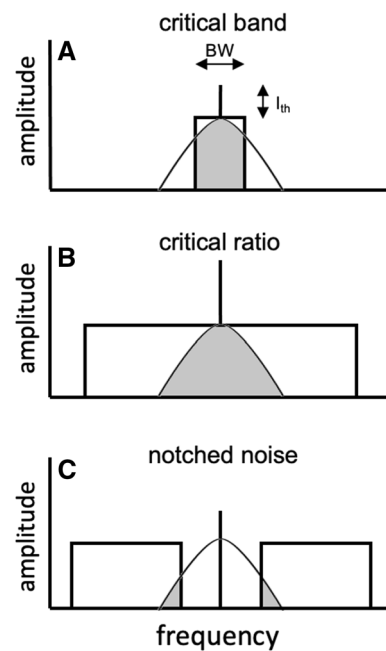 critical band
A
BW
I_th
amplitude
critical ratio
B
amplitude
notched noise
C
amplitude
frequency